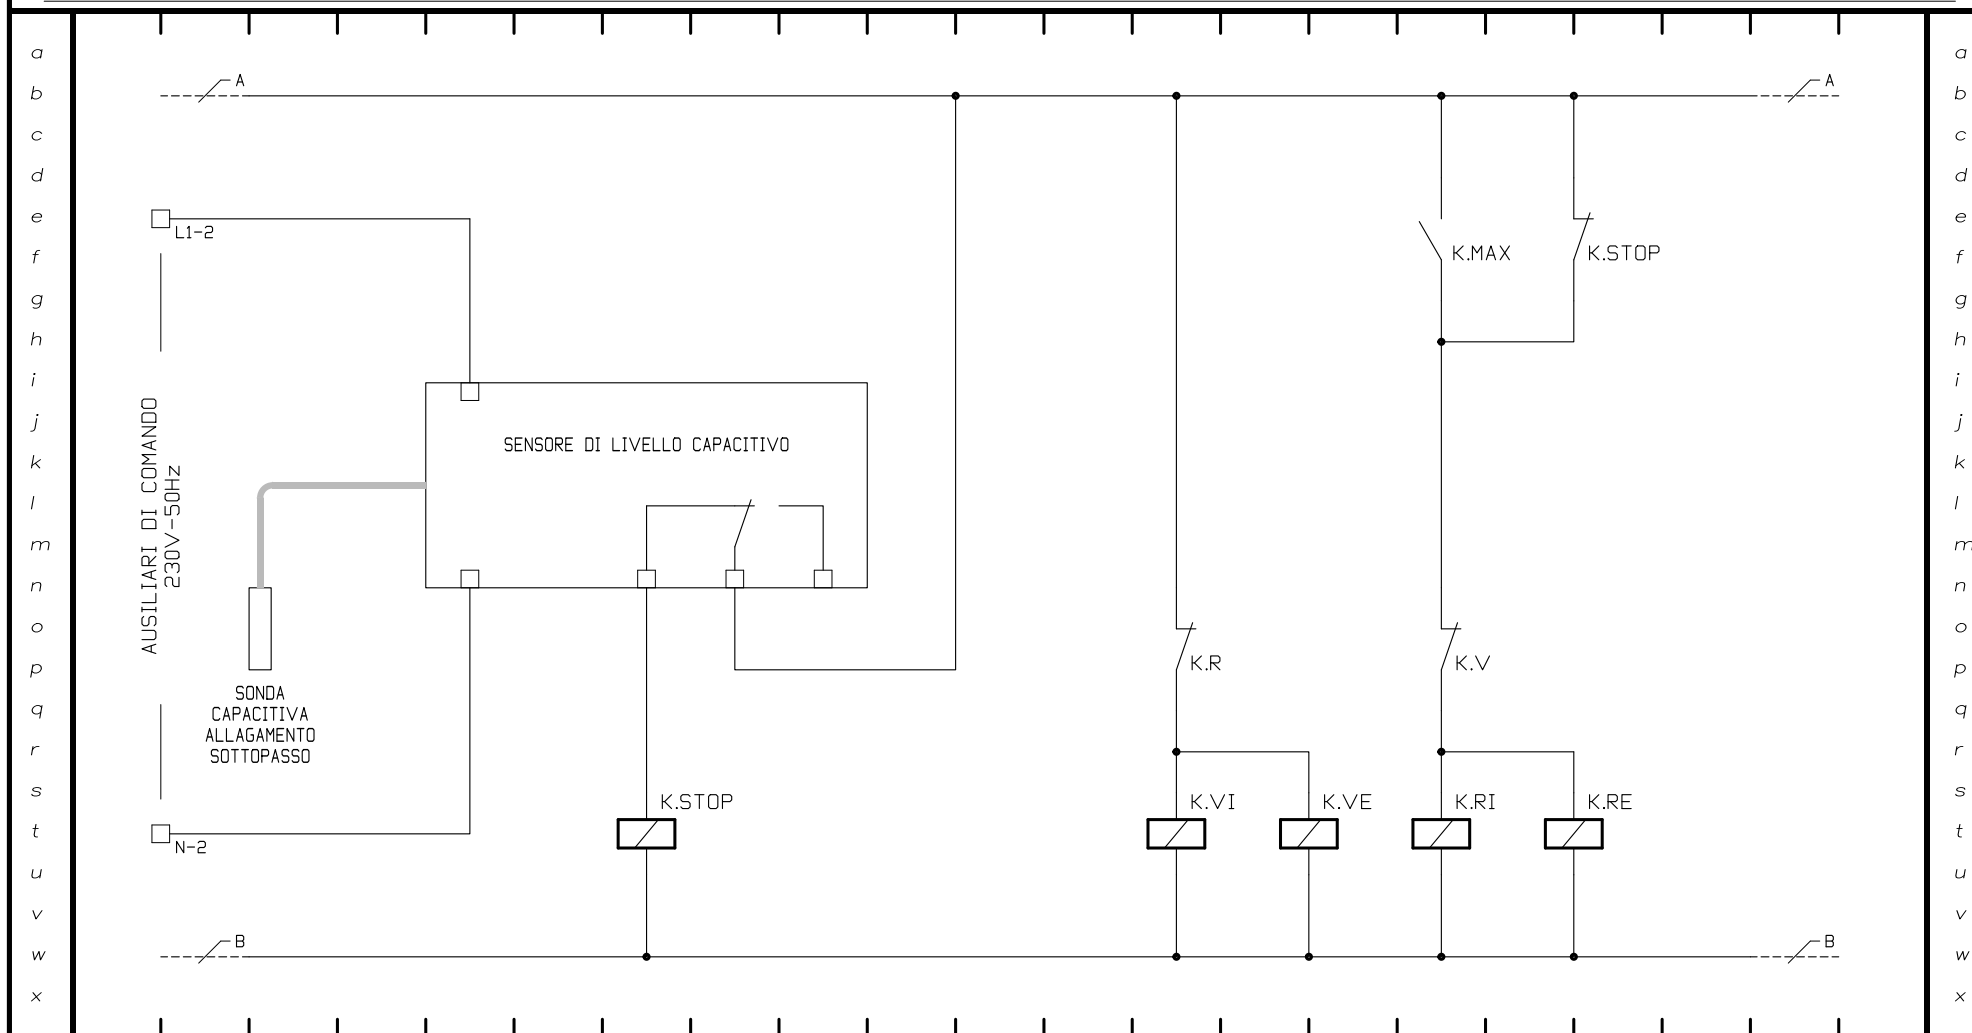 a a
A A
b b
c c
d d
e e
L1-2
f K.MAX K.STOP f
g g
h h
i i
j j
SENSORE DI LIVELLO CAPACITIVO
k k
l l
m m
n n
AUSILIARI DI COMANDO
230V-50Hz
o o
p K.R K.V p
SONDA
CAPACITIVA
ALLAGAMENTO
SOTTOPASSO
q q
r r
s s
K.STOP K.VI K.VE K.RI K.RE
t t
N-2
u u
v v
B B
w w
x x